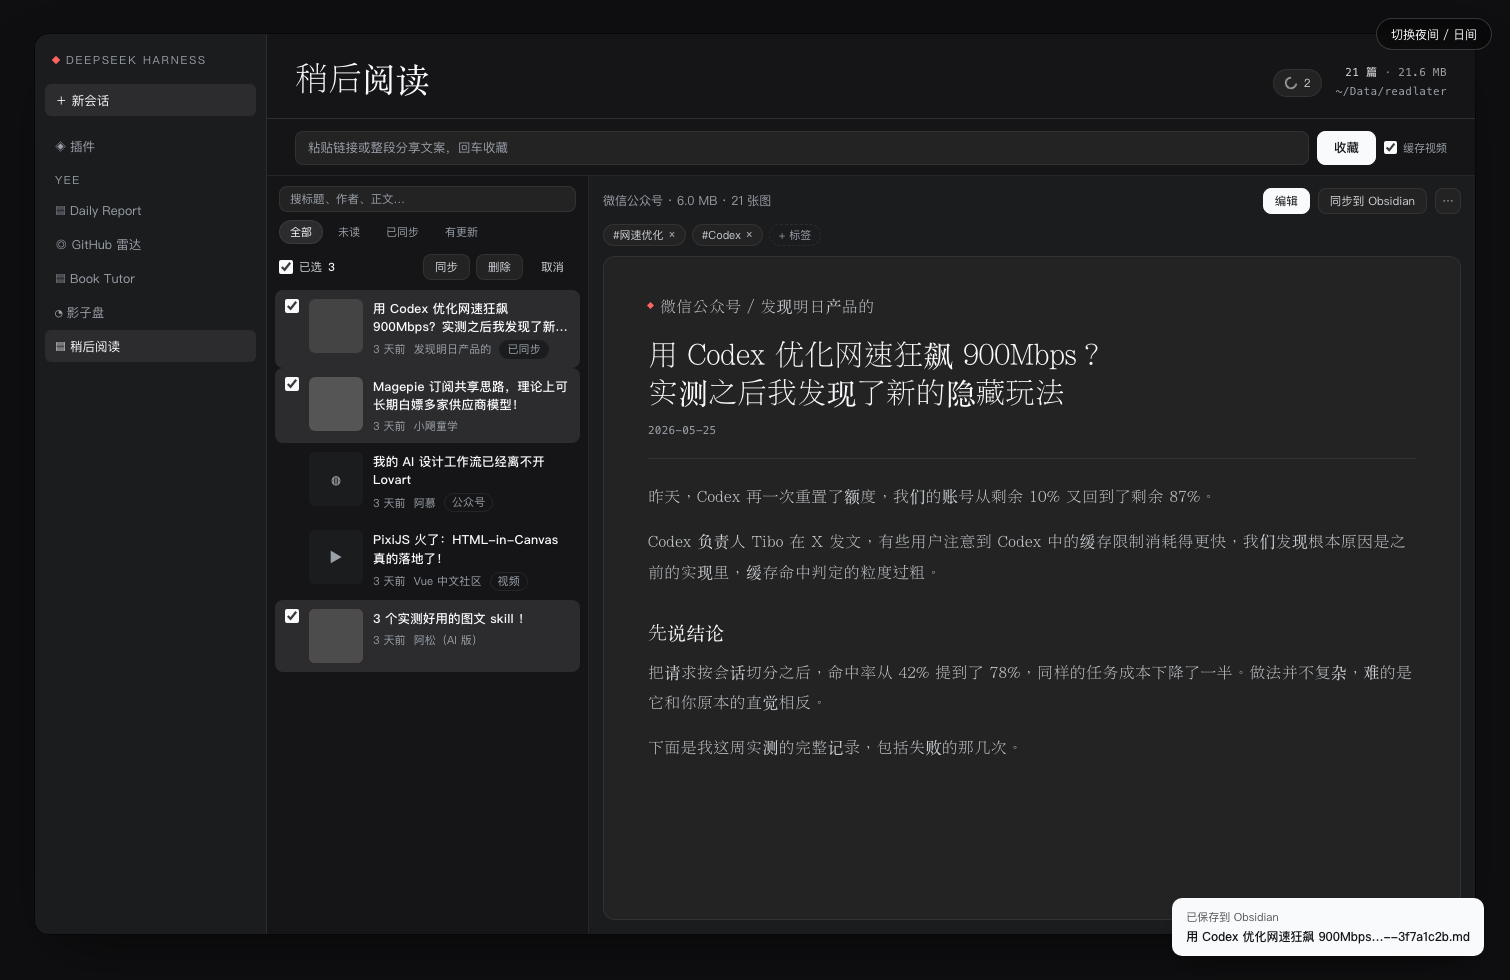 切换夜间 / 日间
DEEPSEEK HARNESS
+ 新会话
插件
YEE
Daily Report
GitHub 雷达
Book Tutor
影子盘
稍后阅读
稍后阅读
2
21 篇 · 21.6 MB
~/Data/readlater
粘贴链接或整段分享文案，回车收藏
收藏
缓存视频
搜标题、作者、正文…
全部 未读 已同步 有更新
已选 3 同步 删除 取消
用 Codex 优化网速狂飙
900Mbps？实测之后我发现了新…
3 天前 发现明日产品的 已同步
Magepie 订阅共享思路，理论上可
长期白嫖多家供应商模型！
3 天前 小飏童学
我的 AI 设计工作流已经离不开
Lovart
3 天前 阿慕 公众号
PixiJS 火了：HTML-in-Canvas
真的落地了！
3 天前 Vue 中文社区 视频
3 个实测好用的图文 skill ！
3 天前 阿松（AI 版）
微信公众号 · 6.0 MB · 21 张图
编辑 同步到 Obsidian ···
#网速优化 × #Codex × + 标签
微信公众号 / 发现明日产品的
用 Codex 优化网速狂飙 900Mbps？
实测之后我发现了新的隐藏玩法
2026-05-25
昨天，Codex 再一次重置了额度，我们的账号从剩余 10% 又回到了剩余 87%。
Codex 负责人 Tibo 在 X 发文，有些用户注意到 Codex 中的缓存限制消耗得更快，我们发现根本原因是之
前的实现里，缓存命中判定的粒度过粗。
先说结论
把请求按会话切分之后，命中率从 42% 提到了 78%，同样的任务成本下降了一半。做法并不复杂，难的是
它和你原本的直觉相反。
下面是我这周实测的完整记录，包括失败的那几次。
已保存到 Obsidian
用 Codex 优化网速狂飙 900Mbps…--3f7a1c2b.md